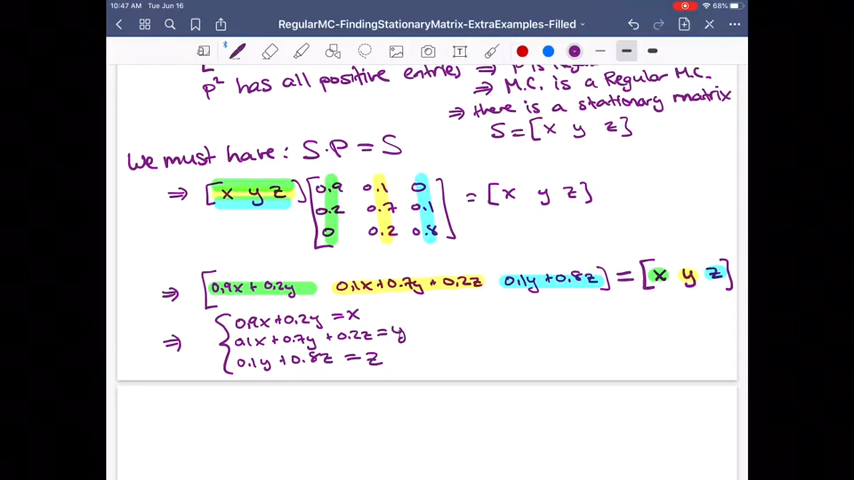 10:47 AM Tue Jun 16
68%
RegularMC-FindingStationaryMatrix-ExtraExamples-Filled
p² has all positive entries ⇒
⇒ M.C. is a Regular M.C.
⇒ there is a stationary matrix
S = [x y z]
We must have: S.P = S
⇒ [x y z] [0.9 0.1 0
0.2 0.7 0.1
0 0.2 0.8] = [x y z]
⇒ [0.9x + 0.2y 0.1x + 0.7y + 0.2z 0.1y + 0.8z] = [x y z]
⇒ { 0.9x + 0.2y = x
0.1x + 0.7y + 0.2z = y
0.1y + 0.8z = z